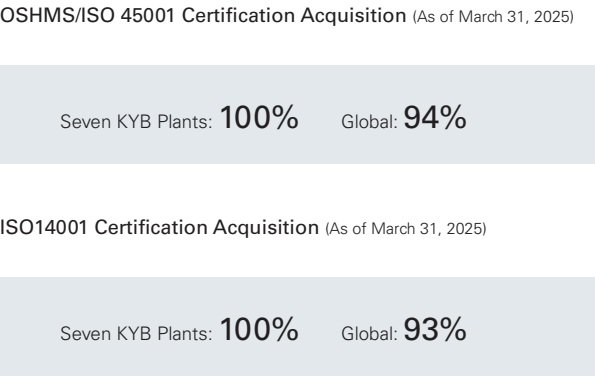 OSHMS/ISO 45001 Certification Acquisition (As of March 31, 2025)
Seven KYB Plants: 100% Global: 94%
ISO14001 Certification Acquisition (As of March 31, 2025)
Seven KYB Plants: 100% Global: 93%